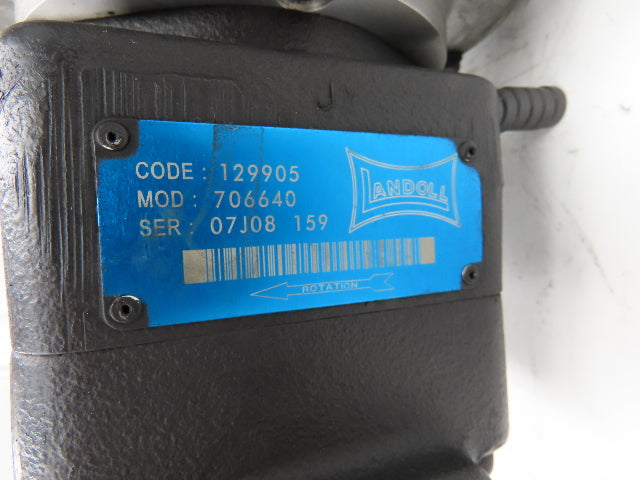 CODE : 129905
MOD : 706640
SER : 07J08 159
LANDOLL
ROTATION